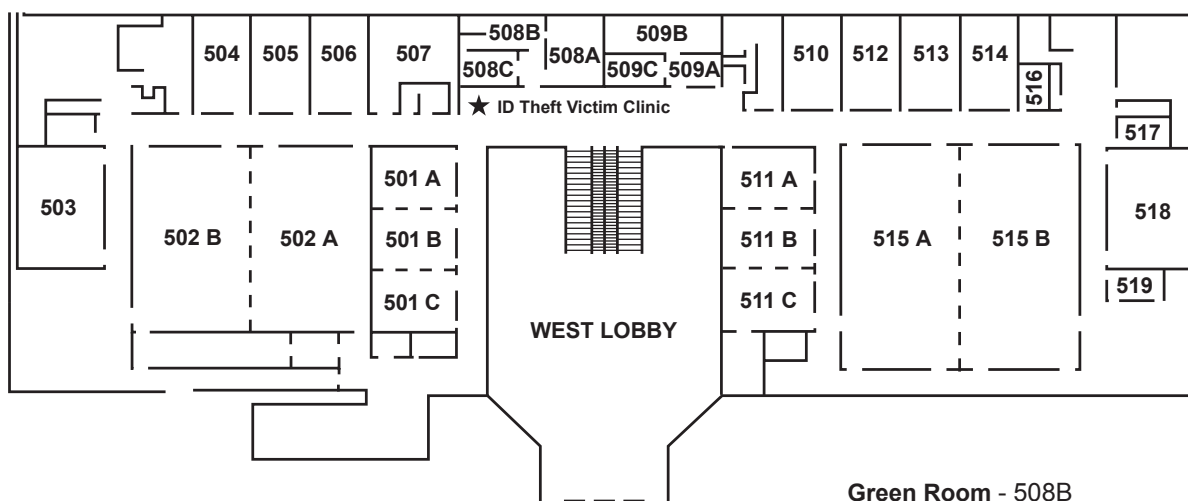 504 505 506 507 508B 508A 509B 510 512 513 514
508C 509C 509A 516
★ ID Theft Victim Clinic
517
501 A 511 A
503 502 B 502 A 501 B 511 B 515 A 515 B 518
501 C 511 C 519
WEST LOBBY
Green Room - 508B